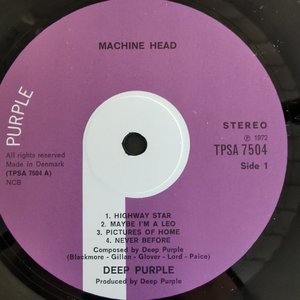 MACHINE HEAD
PURPLE
All rights reserved
Made in Denmark
(TPSA 7504 A)
NCB
STEREO
℗ 1972
TPSA 7504
Side 1
1. HIGHWAY STAR
2. MAYBE I'M A LEO
3. PICTURES OF HOME
4. NEVER BEFORE
Composed by Deep Purple
(Blackmore - Gillan - Glover - Lord - Paice)
DEEP PURPLE
Produced by Deep Purple